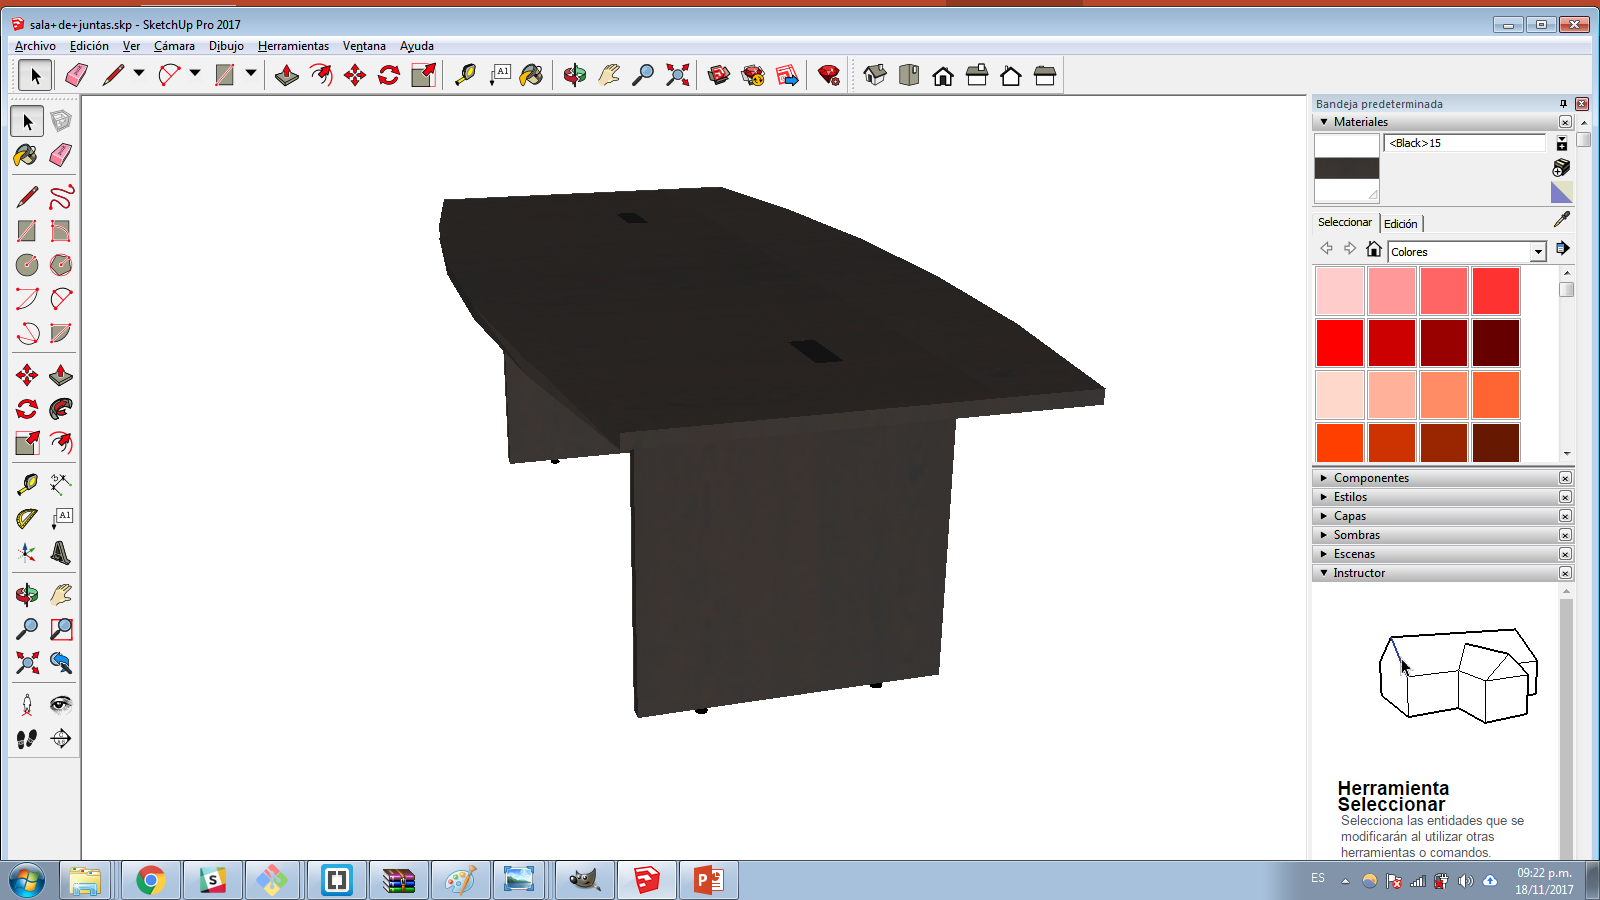 sala+de+juntas.skp - SketchUp Pro 2017
Archivo Edición Ver Cámara Dibujo Herramientas Ventana Ayuda
A1
Bandeja predeterminada
Materiales
<Black>15
Seleccionar Edición
Colores
A1
Componentes
Estilos
Capas
Sombras
Escenas
Instructor
Herramienta
Seleccionar
Selecciona las entidades que se
modificarán al utilizar otras
herramientas o comandos.
ES
09:22 p.m.
18/11/2017